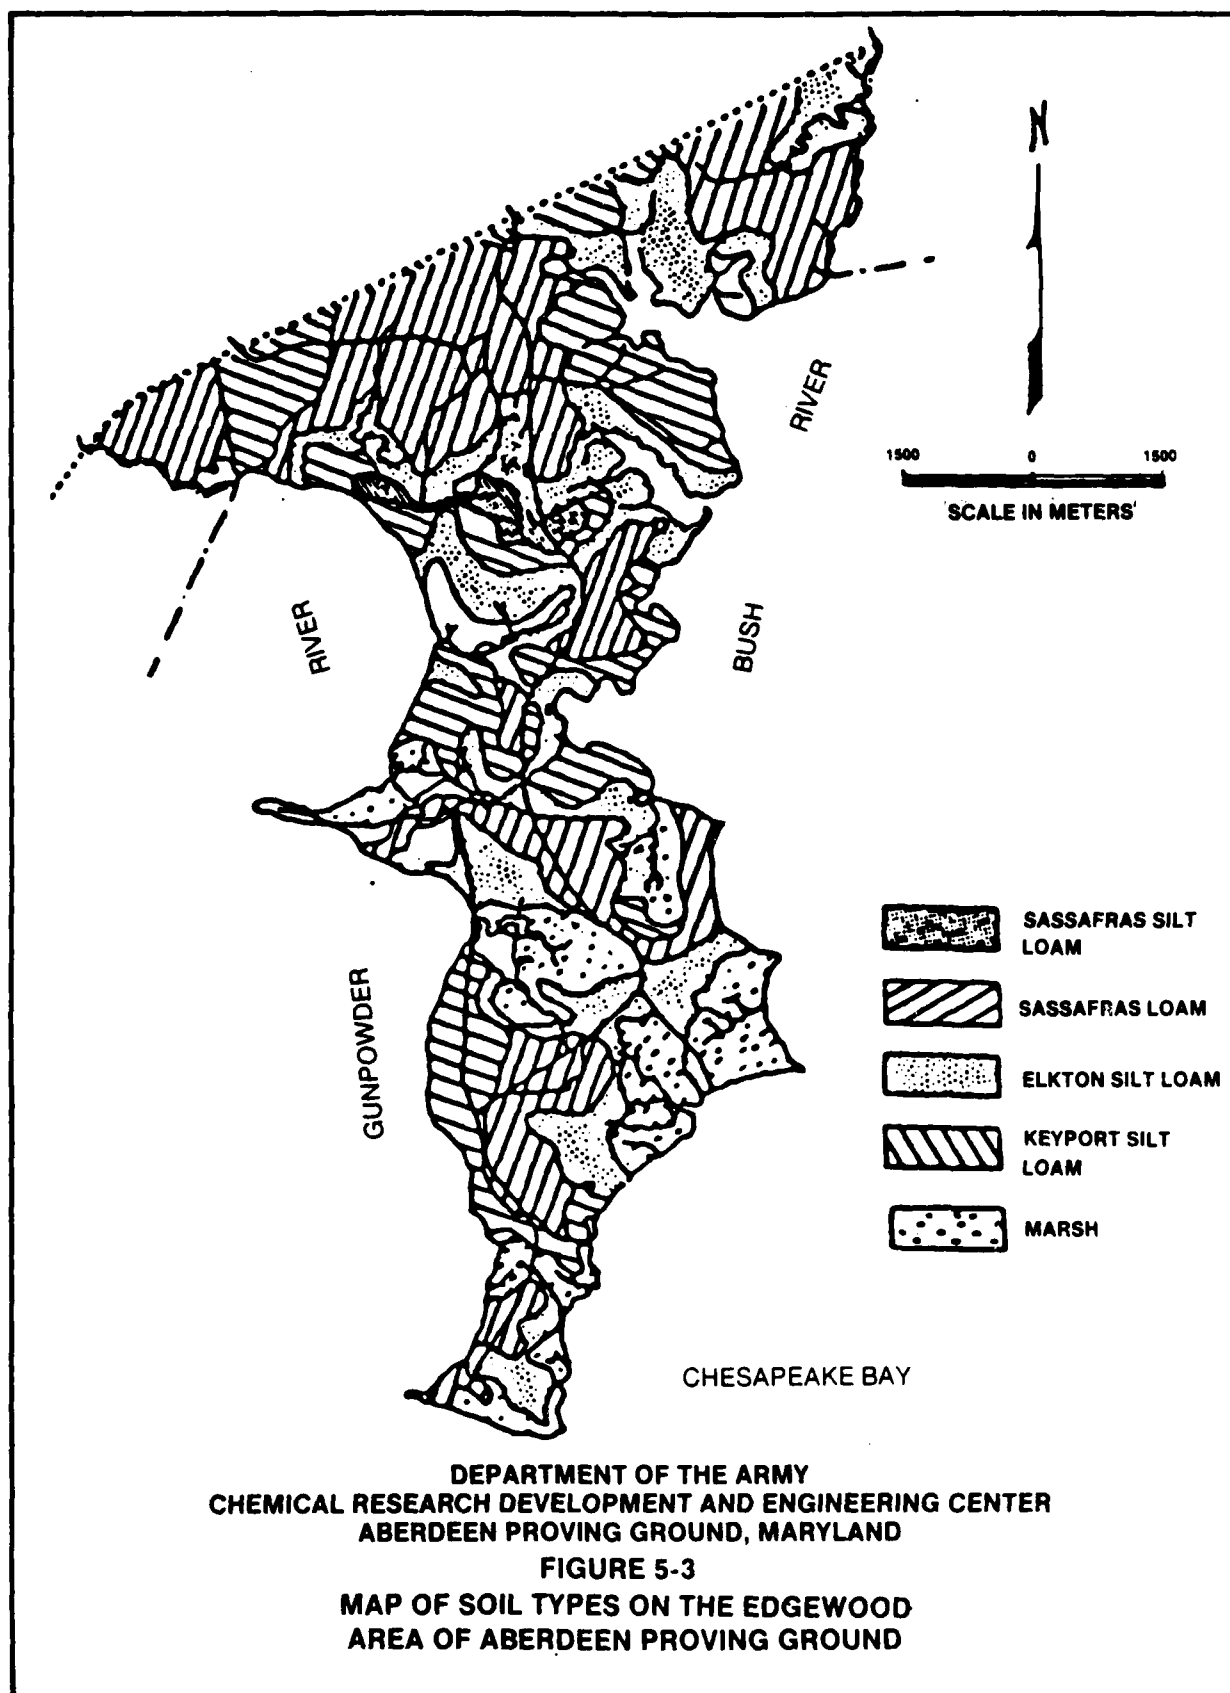 N
RIVER
1500 0 1500
SCALE IN METERS
RIVER
BUSH
GUNPOWDER
SASSAFRAS SILT
LOAM
SASSAFRAS LOAM
ELKTON SILT LOAM
KEYPORT SILT
LOAM
MARSH
CHESAPEAKE BAY
DEPARTMENT OF THE ARMY
CHEMICAL RESEARCH DEVELOPMENT AND ENGINEERING CENTER
ABERDEEN PROVING GROUND, MARYLAND
FIGURE 5-3
MAP OF SOIL TYPES ON THE EDGEWOOD
AREA OF ABERDEEN PROVING GROUND